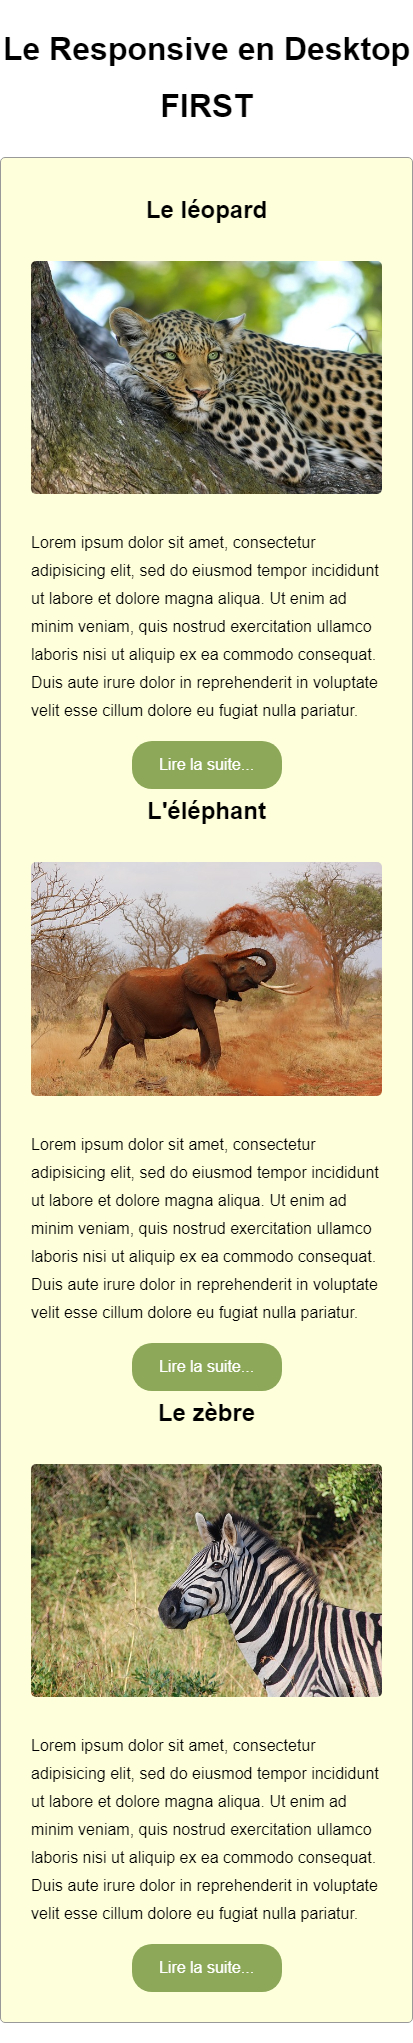 Le Responsive en Desktop
FIRST
Le léopard
Lorem ipsum dolor sit amet, consectetur
adipisicing elit, sed do eiusmod tempor incididunt
ut labore et dolore magna aliqua. Ut enim ad
minim veniam, quis nostrud exercitation ullamco
laboris nisi ut aliquip ex ea commodo consequat.
Duis aute irure dolor in reprehenderit in voluptate
velit esse cillum dolore eu fugiat nulla pariatur.
Lire la suite...
L'éléphant
Lorem ipsum dolor sit amet, consectetur
adipisicing elit, sed do eiusmod tempor incididunt
ut labore et dolore magna aliqua. Ut enim ad
minim veniam, quis nostrud exercitation ullamco
laboris nisi ut aliquip ex ea commodo consequat.
Duis aute irure dolor in reprehenderit in voluptate
velit esse cillum dolore eu fugiat nulla pariatur.
Lire la suite...
Le zèbre
Lorem ipsum dolor sit amet, consectetur
adipisicing elit, sed do eiusmod tempor incididunt
ut labore et dolore magna aliqua. Ut enim ad
minim veniam, quis nostrud exercitation ullamco
laboris nisi ut aliquip ex ea commodo consequat.
Duis aute irure dolor in reprehenderit in voluptate
velit esse cillum dolore eu fugiat nulla pariatur.
Lire la suite...